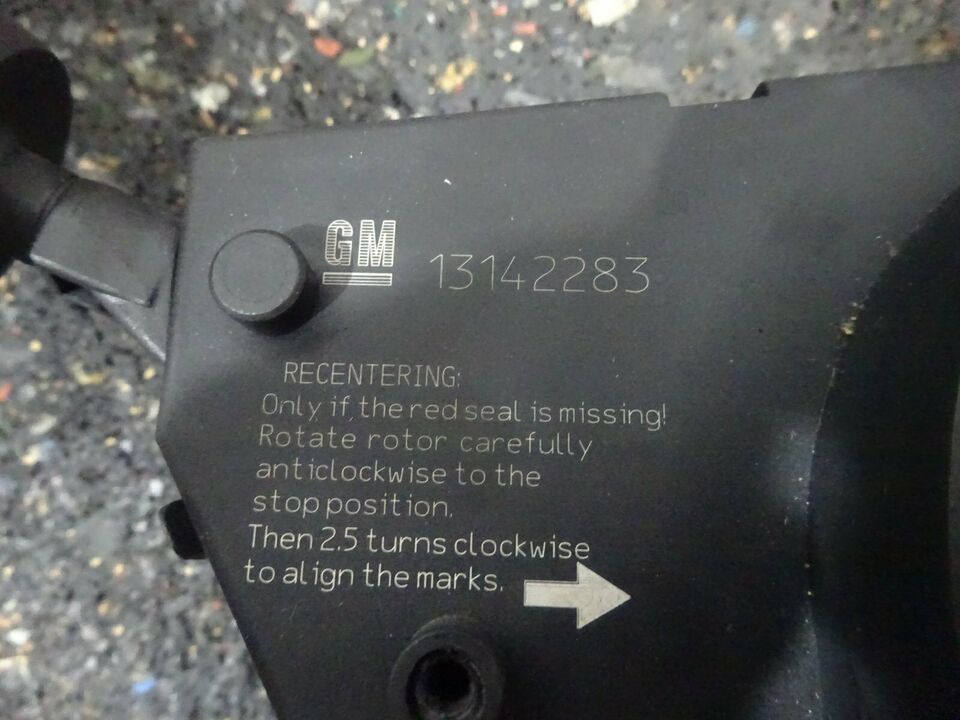 GM 13142283
RECENTERING:
Only if, the red seal is missing!
Rotate rotor carefully
anticlockwise to the
stop position.
Then 2.5 turns clockwise
to align the marks.